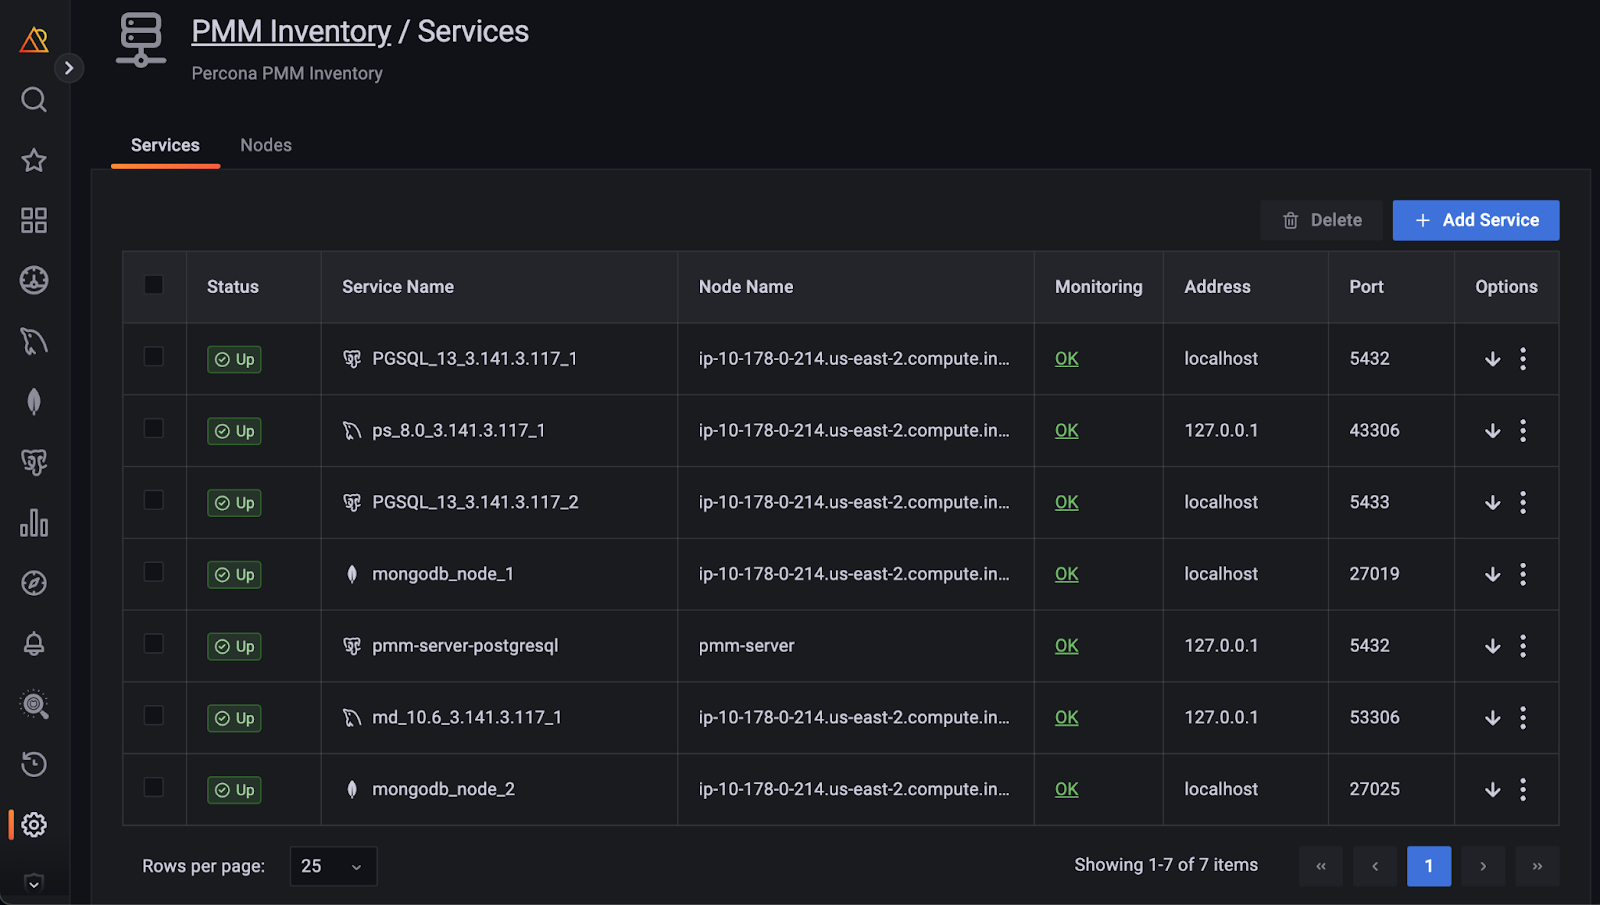 PMM Inventory / Services
Percona PMM Inventory
Services Nodes
Delete + Add Service
Status Service Name Node Name Monitoring Address Port Options
Up PGSQL_13_3.141.3.117_1 ip-10-178-0-214.us-east-2.compute.in... OK localhost 5432
Up ps_8.0_3.141.3.117_1 ip-10-178-0-214.us-east-2.compute.in... OK 127.0.0.1 43306
Up PGSQL_13_3.141.3.117_2 ip-10-178-0-214.us-east-2.compute.in... OK localhost 5433
Up mongodb_node_1 ip-10-178-0-214.us-east-2.compute.in... OK localhost 27019
Up pmm-server-postgresql pmm-server OK 127.0.0.1 5432
Up md_10.6_3.141.3.117_1 ip-10-178-0-214.us-east-2.compute.in... OK 127.0.0.1 53306
Up mongodb_node_2 ip-10-178-0-214.us-east-2.compute.in... OK localhost 27025
Rows per page: 25 Showing 1-7 of 7 items « ‹ 1 › »